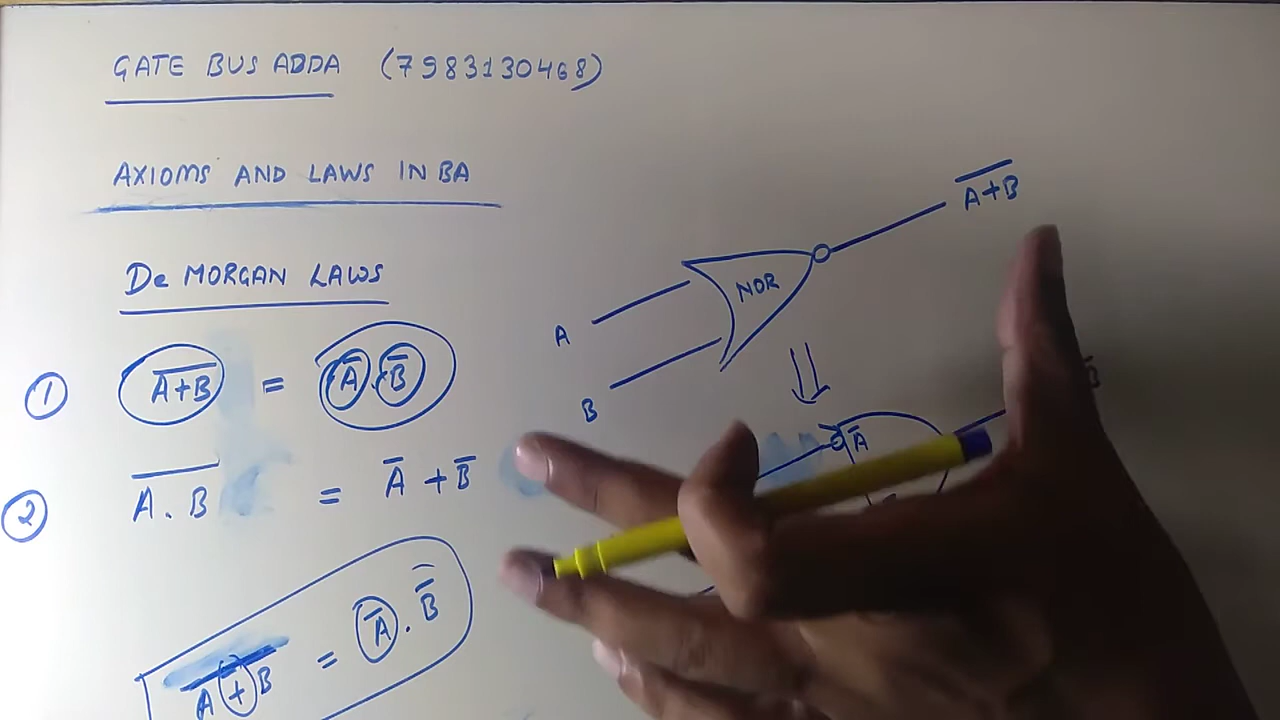 GATE BUS ADDA (7983130468)
AXIOMS AND LAWS IN BA
De MORGAN LAWS
① A̅+̅B̅ = A̅.B̅
② A̅.̅B̅ = A̅ + B̅
A̅+̅B̅ = A̅.B̿
A̅+̅B̅
NOR
A
B
A̅
B̅